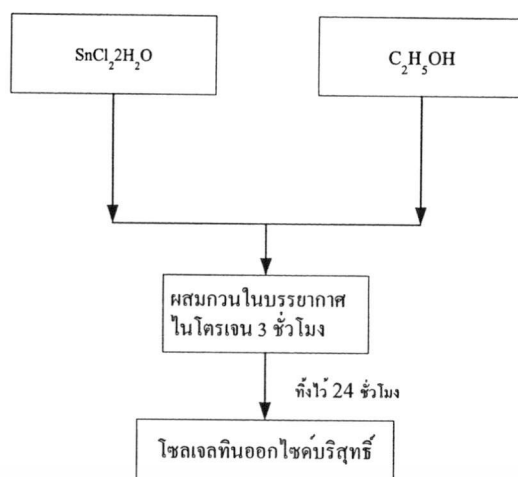 SnCl₂2H₂O
C₂H₅OH
ผสมกวนในบรรยากาศ
ไนโตรเจน 3 ชั่วโมง
ทิ้งไว้ 24 ชั่วโมง
โซลเจลทินออกไซด์บริสุทธิ์